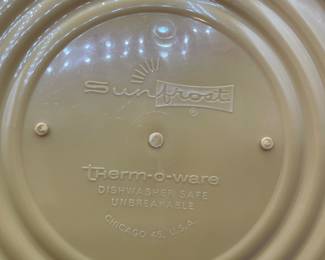 Sunfrost
®
therm-o-ware
DISHWASHER SAFE
UNBREAKABLE
CHICAGO 45, U.S.A.